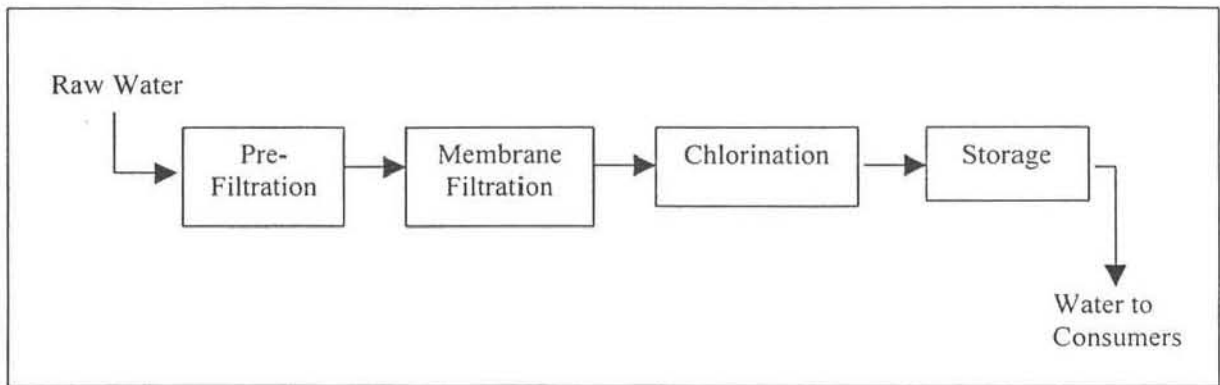 Raw Water
Pre-
Filtration
Membrane
Filtration
Chlorination
Storage
Water to
Consumers